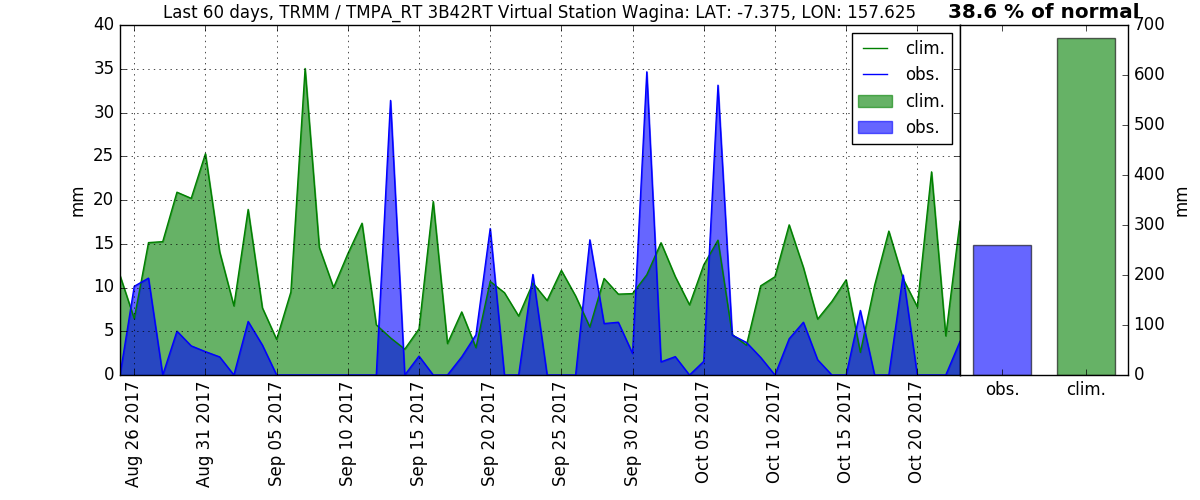 Last 60 days, TRMM / TMPA_RT 3B42RT Virtual Station Wagina: LAT: -7.375, LON: 157.625
38.6 % of normal
mm
40
35
30
25
20
15
10
5
0
clim.
obs.
clim.
obs.
Aug 26 2017
Aug 31 2017
Sep 05 2017
Sep 10 2017
Sep 15 2017
Sep 20 2017
Sep 25 2017
Sep 30 2017
Oct 05 2017
Oct 10 2017
Oct 15 2017
Oct 20 2017
700
600
500
400
300
200
100
0
mm
obs.
clim.